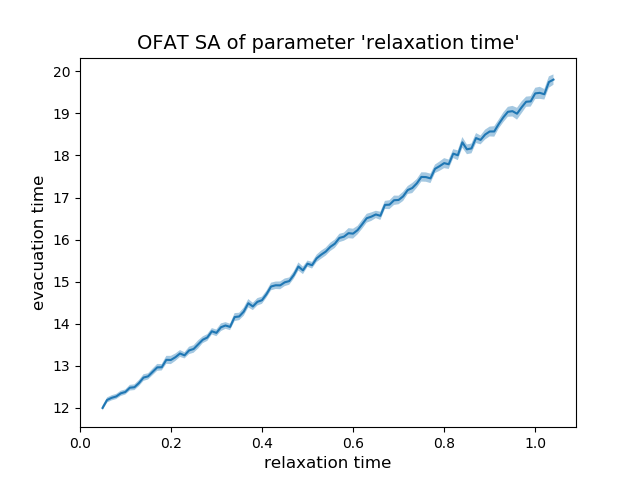 OFAT SA of parameter 'relaxation time'
20
19
18
17
16
15
14
13
12
evacuation time
0.0 0.2 0.4 0.6 0.8 1.0
relaxation time